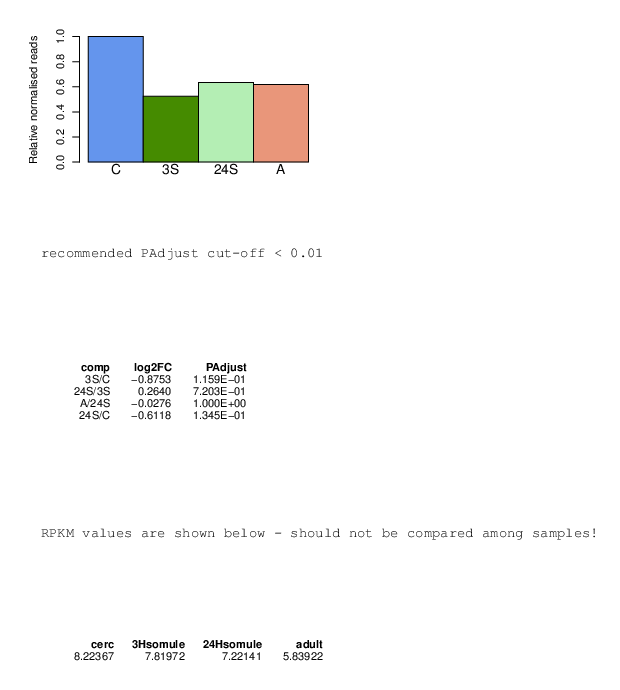 Relative normalised reads
1.0
0.8
0.6
0.4
0.2
0.0
C 3S 24S A
recommended PAdjust cut-off < 0.01
comp log2FC PAdjust
3S/C −0.8753 1.159E−01
24S/3S 0.2640 7.203E−01
A/24S −0.0276 1.000E+00
24S/C −0.6118 1.345E−01
RPKM values are shown below - should not be compared among samples!
cerc 3Hsomule 24Hsomule adult
8.22367 7.81972 7.22141 5.83922